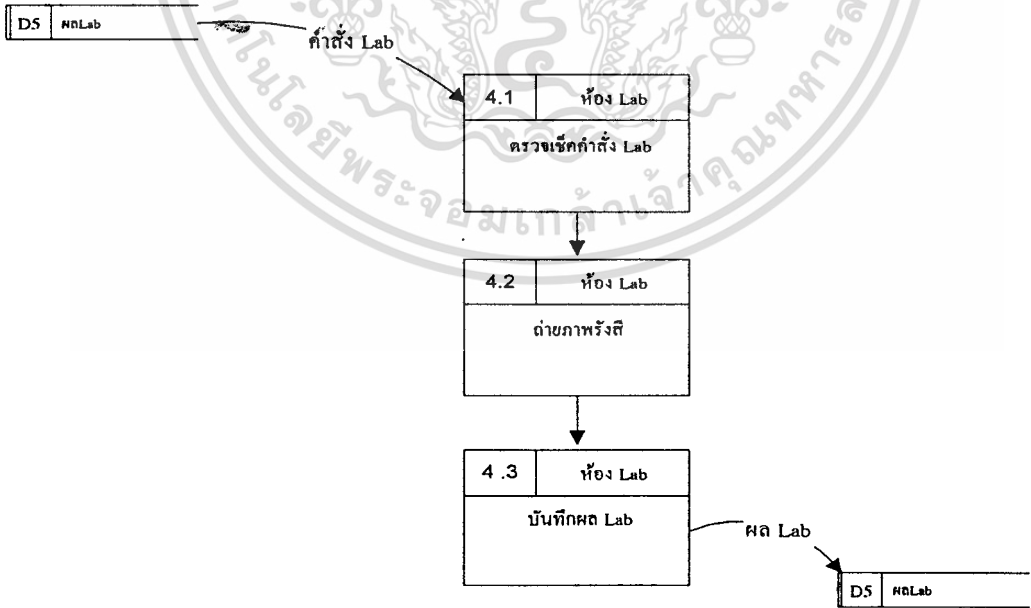 D5 ผลLab
คำสั่ง Lab
4.1 ห้อง Lab
ตรวจเช็คคำสั่ง Lab
4.2 ห้อง Lab
ถ่ายภาพรังสี
4 .3 ห้อง Lab
บันทึกผล Lab
ผล Lab
D5 ผลLab